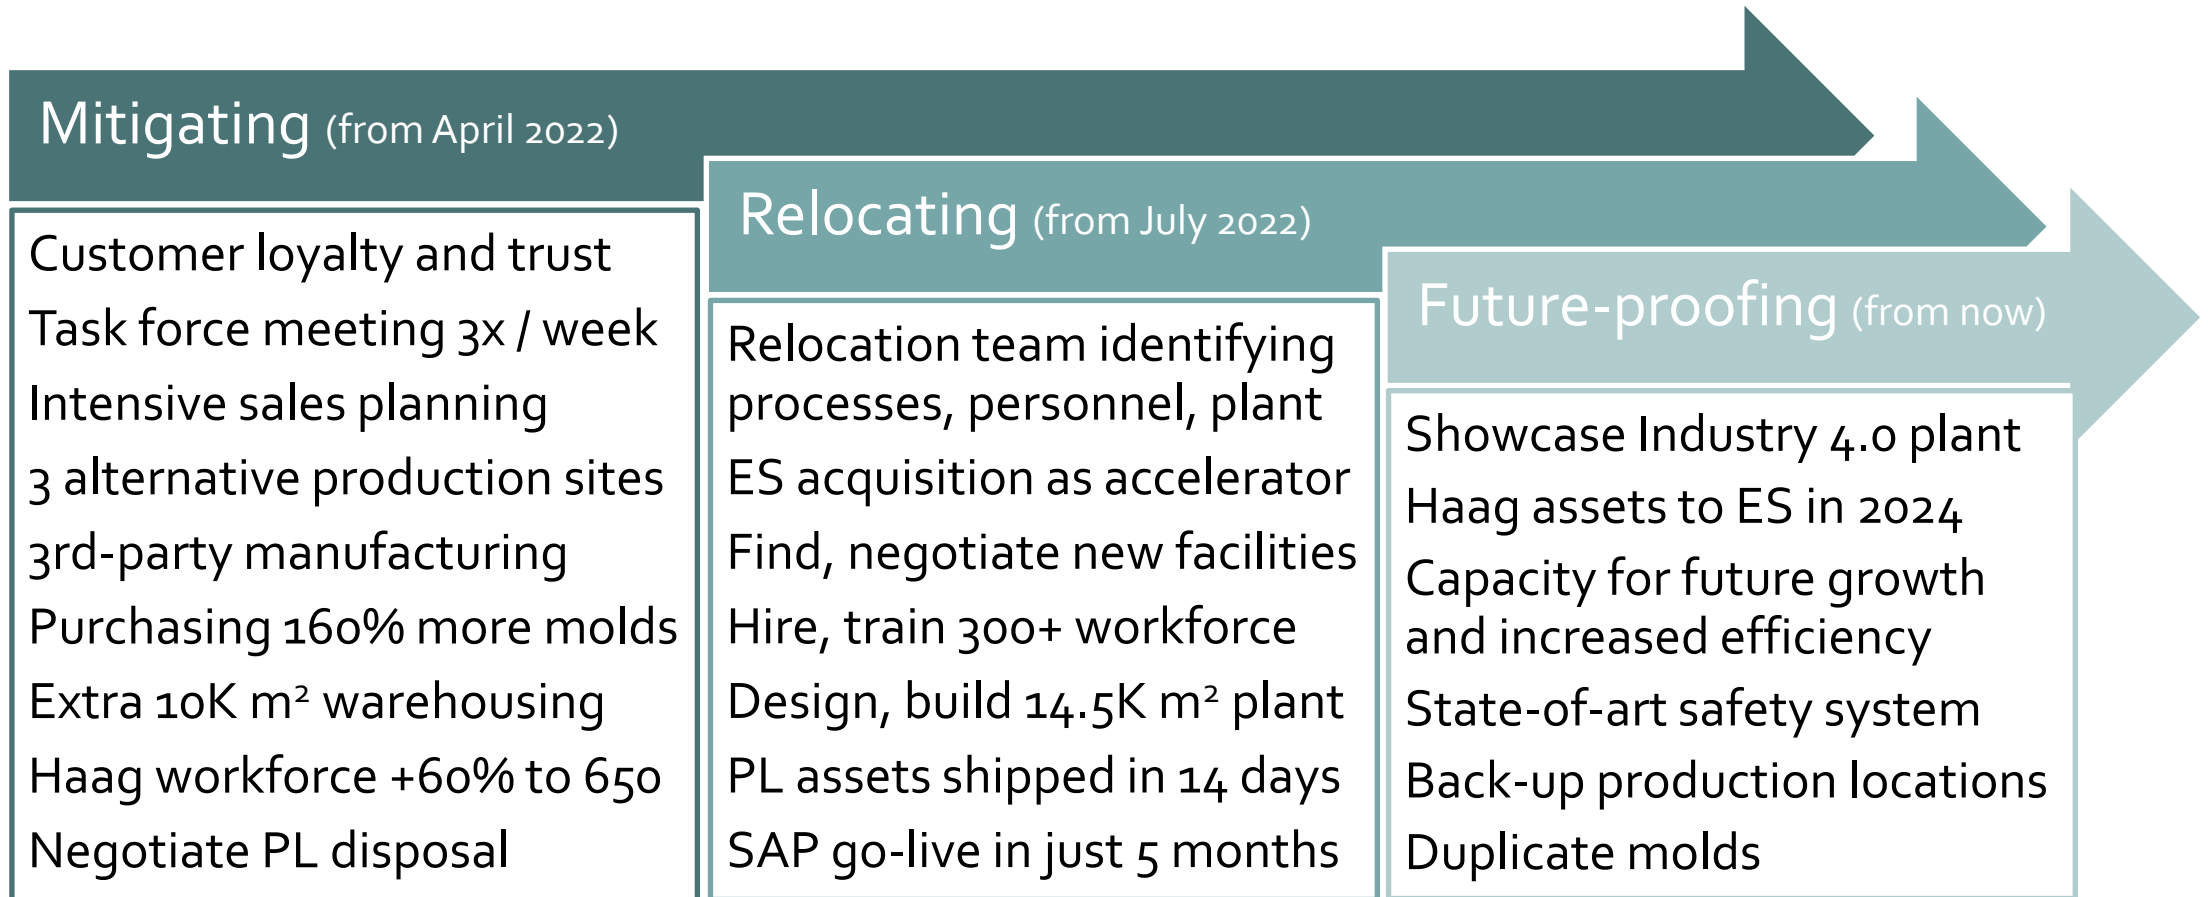 Mitigating (from April 2022)
Customer loyalty and trust
Task force meeting 3x / week
Intensive sales planning
3 alternative production sites
3rd-party manufacturing
Purchasing 160% more molds
Extra 10K m² warehousing
Haag workforce +60% to 650
Negotiate PL disposal
Relocating (from July 2022)
Relocation team identifying
processes, personnel, plant
ES acquisition as accelerator
Find, negotiate new facilities
Hire, train 300+ workforce
Design, build 14.5K m² plant
PL assets shipped in 14 days
SAP go-live in just 5 months
Future-proofing (from now)
Showcase Industry 4.0 plant
Haag assets to ES in 2024
Capacity for future growth
and increased efficiency
State-of-art safety system
Back-up production locations
Duplicate molds